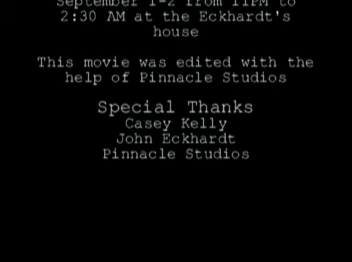 September 1-2 from 11PM to
2:30 AM at the Eckhardt's
house
This movie was edited with the
help of Pinnacle Studios
Special Thanks
Casey Kelly
John Eckhardt
Pinnacle Studios